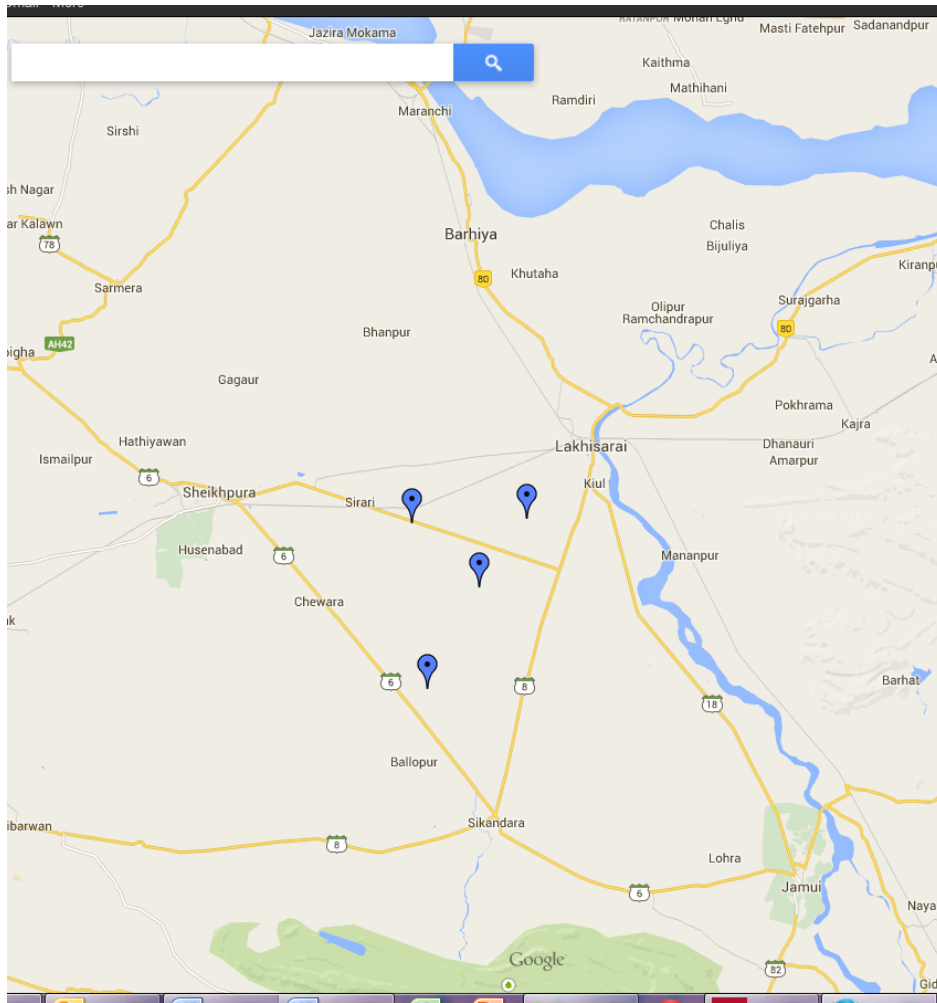 Jazira Mokama
Masti Fatehpur
Sadanandpur
Kaithma
Mathihani
Ramdiri
Maranchi
Sirshi
sh Nagar
ar Kalawn
78
Chalis
Bijuliya
Barhiya
Khutaha
80
Kiranp
Sarmera
Surajgarha
Olipur
Ramchandrapur
80
Bhanpur
AH42
bigha
Gagaur
Pokhrama
Kajra
Hathiyawan
Ismailpur
6
Lakhisarai
Dhanauri
Amarpur
Kiul
Sheikhpura
Sirari
Husenabad
6
Mananpur
Chewara
6
8
18
Barhat
Ballopur
ibarwan
Sikandara
8
Lohra
Jamui
6
Naya
Google
82
Gid